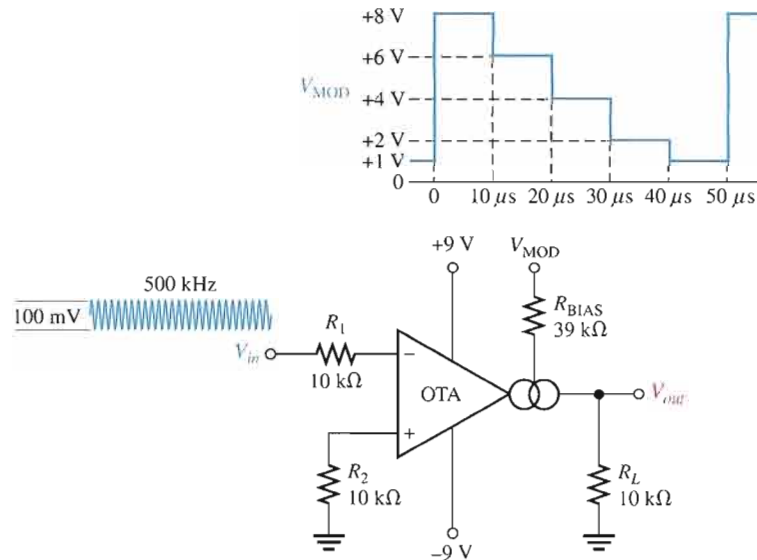 +8 V
+6 V
V_MOD +4 V
+2 V
+1 V
0
0 10 μs 20 μs 30 μs 40 μs 50 μs
+9 V V_MOD
500 kHz
100 mV
R_BIAS
39 kΩ
R_1
V_in
10 kΩ
−
OTA
V_out
+
R_2
10 kΩ
R_L
10 kΩ
−9 V